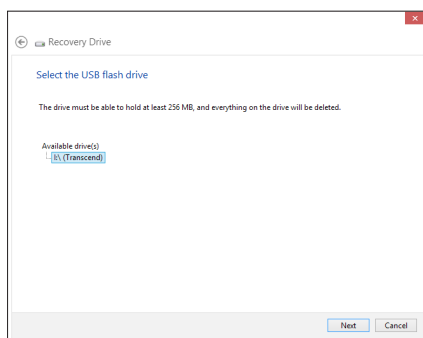 Recovery Drive
Select the USB flash drive
The drive must be able to hold at least 256 MB, and everything on the drive will be deleted.
Available drive(s)
I:\ (Transcend)
Next
Cancel